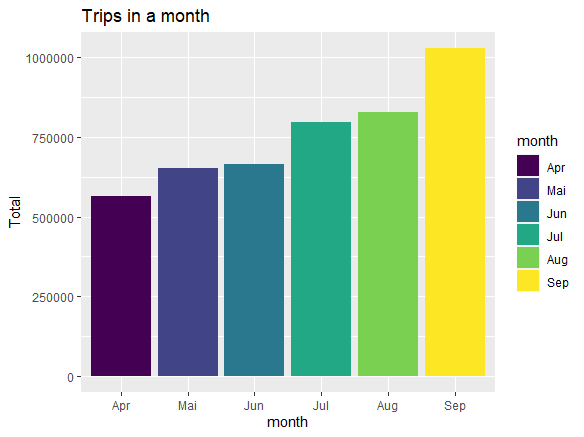 Trips in a month
1000000
750000
500000
250000
0
Total
Apr Mai Jun Jul Aug Sep
month
month
Apr
Mai
Jun
Jul
Aug
Sep